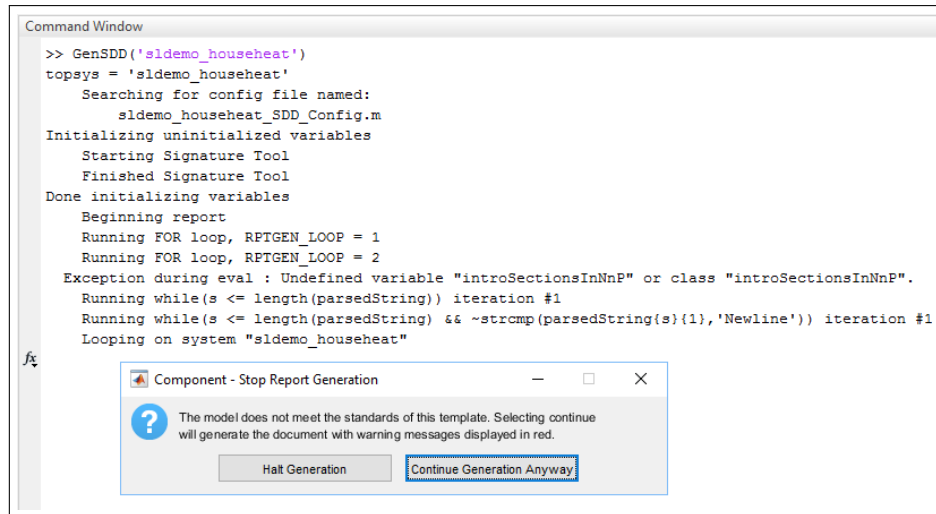 Command Window
>> GenSDD('sldemo_househeat')
topsys = 'sldemo_househeat'
Searching for config file named:
sldemo_househeat_SDD_Config.m
Initializing uninitialized variables
Starting Signature Tool
Finished Signature Tool
Done initializing variables
Beginning report
Running FOR loop, RPTGEN_LOOP = 1
Running FOR loop, RPTGEN_LOOP = 2
Exception during eval : Undefined variable "introSectionsInNnP" or class "introSectionsInNnP".
Running while(s <= length(parsedString)) iteration #1
Running while(s <= length(parsedString) && ~strcmp(parsedString{s}{1},'Newline')) iteration #1
Looping on system "sldemo_househeat"
fx
Component - Stop Report Generation
The model does not meet the standards of this template. Selecting continue
will generate the document with warning messages displayed in red.
Halt Generation
Continue Generation Anyway